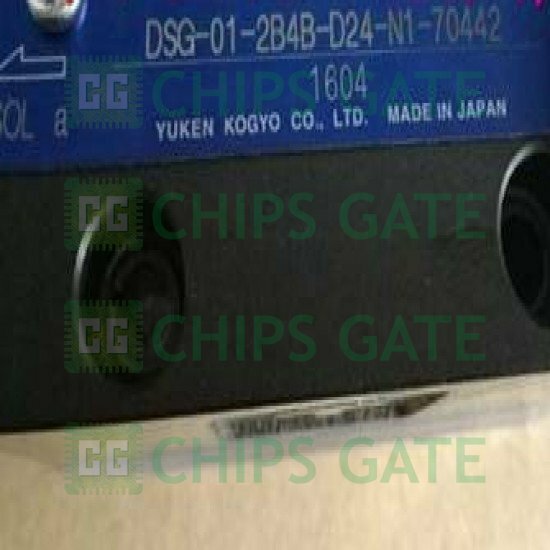 DSG-01-2B4B-D24-N1-70442
1604
SOL a
YUKEN KOGYO CO., LTD. MADE IN JAPAN
CG CHIPS GATE
CG CHIPS GATE
CG CHIPS GATE
CG CHIPS GATE